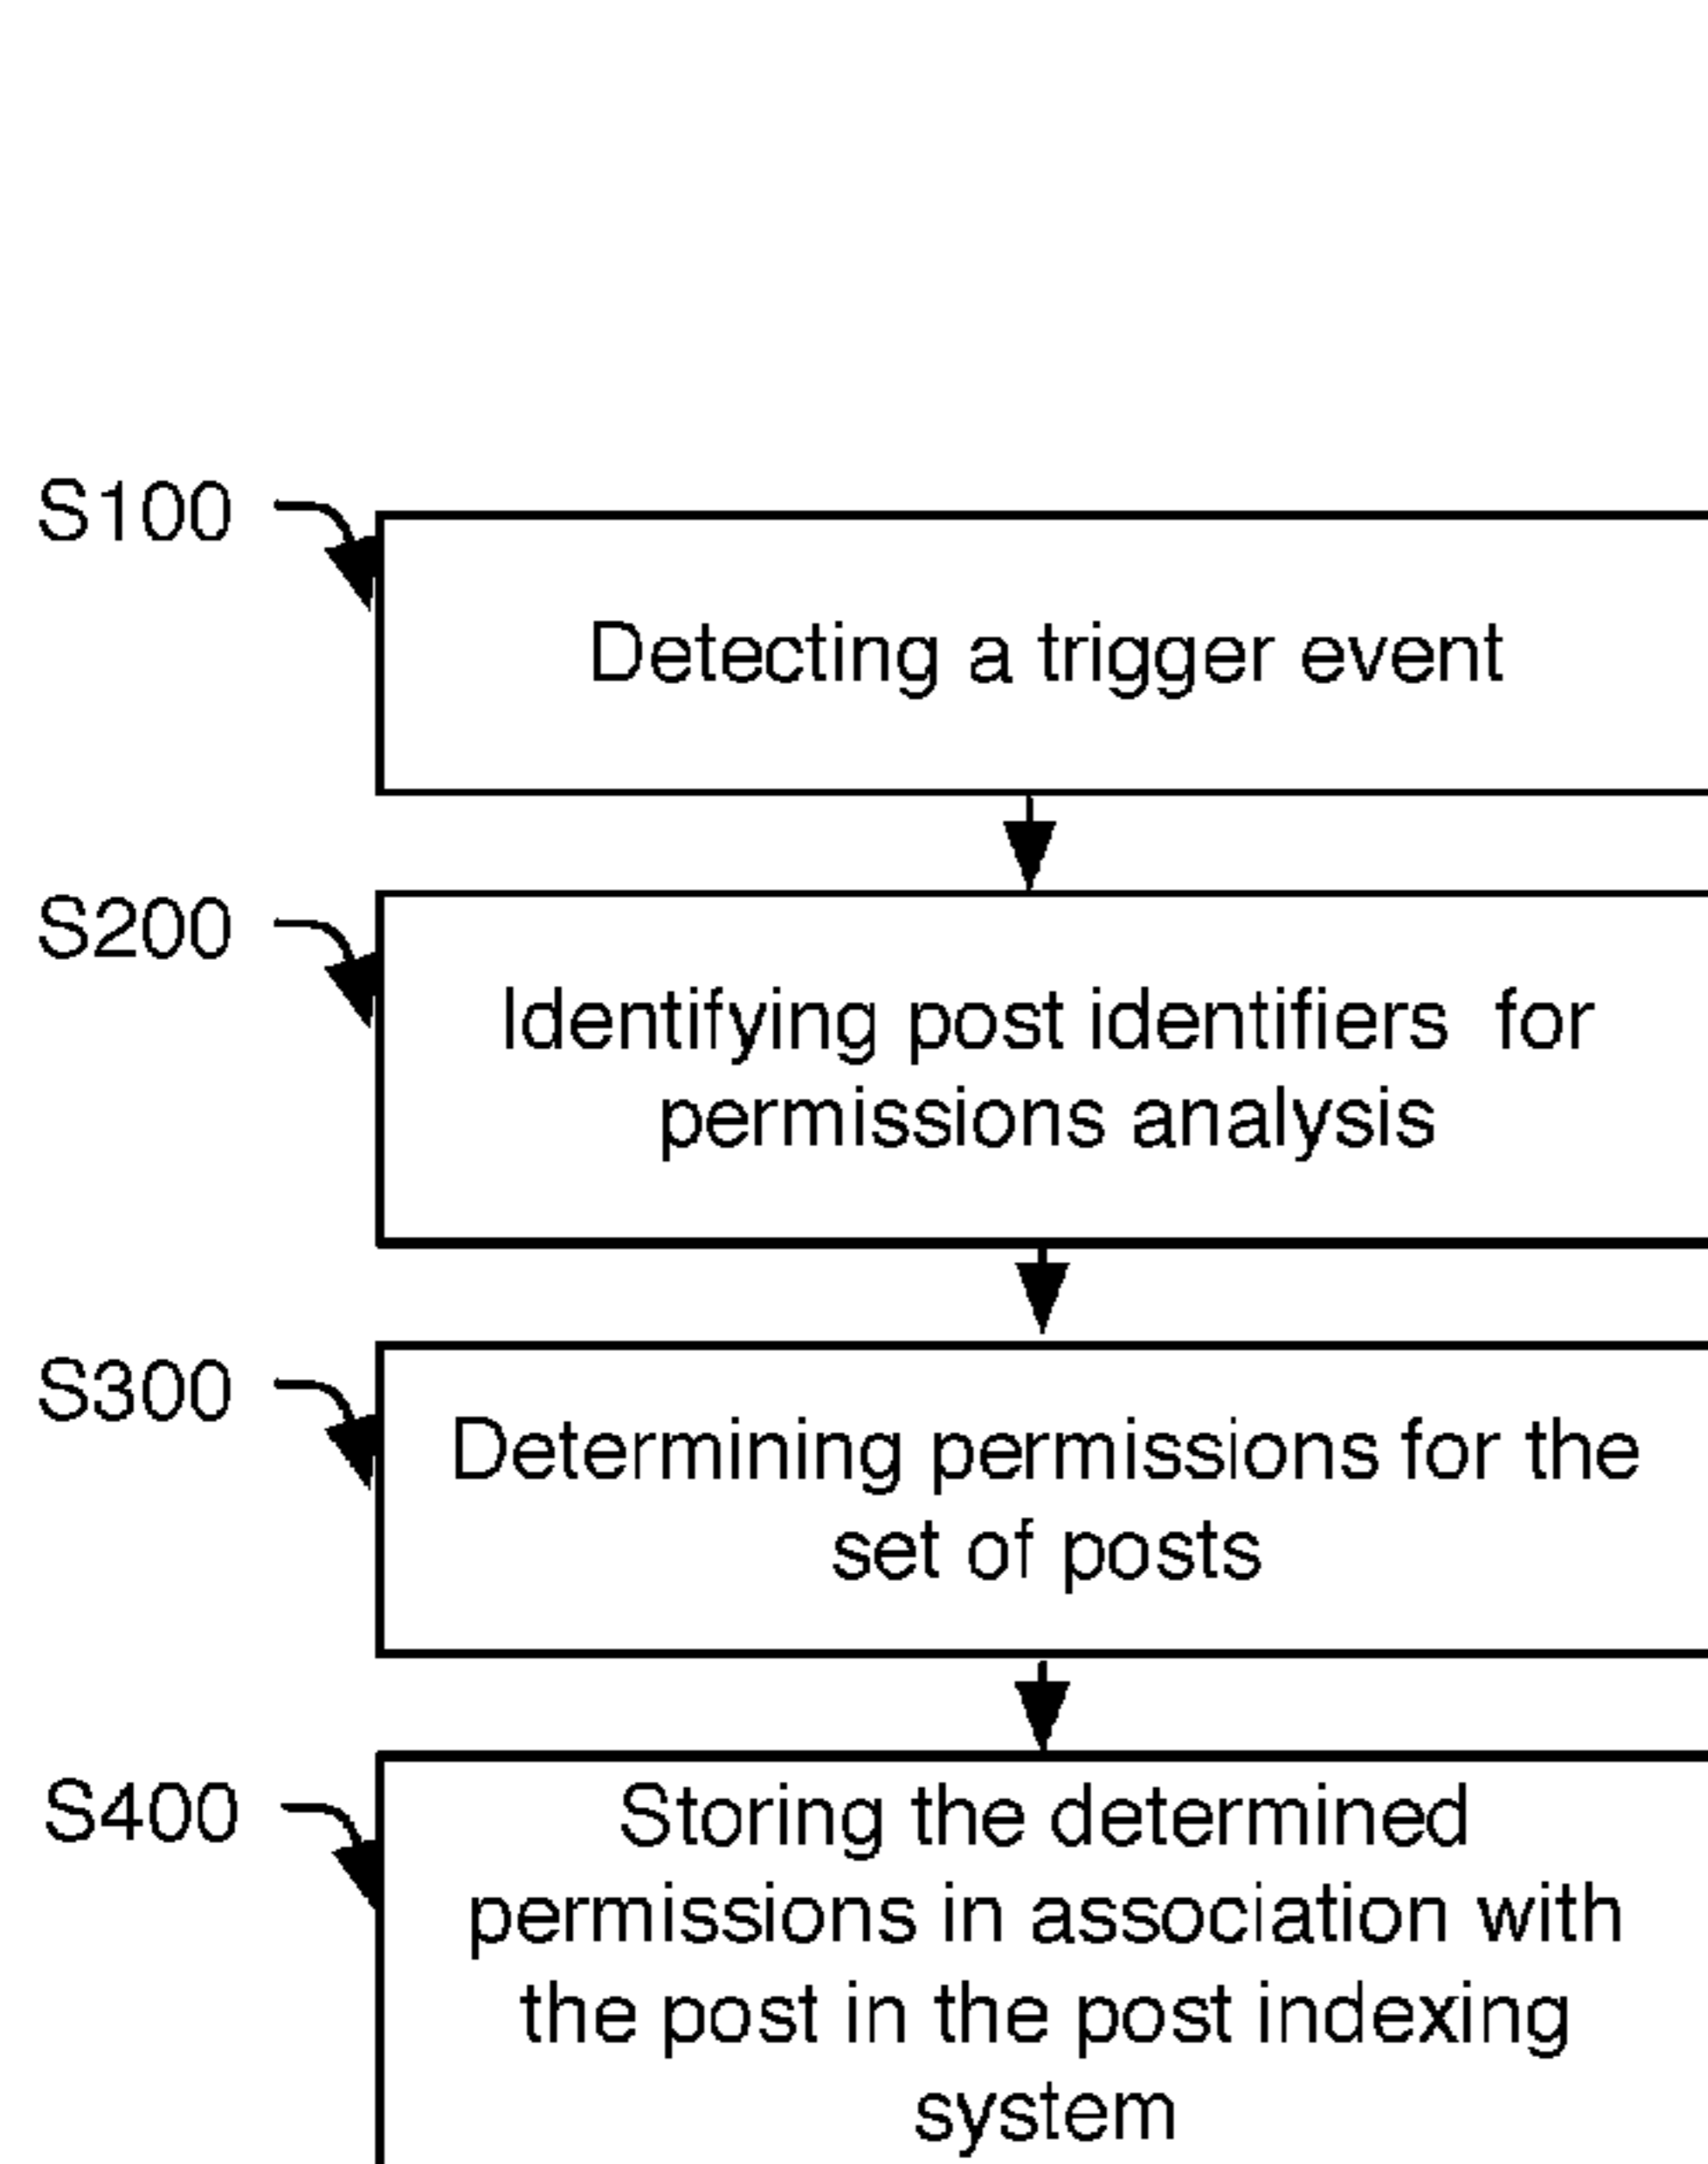 S100
Detecting a trigger event
S200
Identifying post identifiers for
permissions analysis
S300
Determining permissions for the
set of posts
S400
Storing the determined
permissions in association with
the post in the post indexing
system